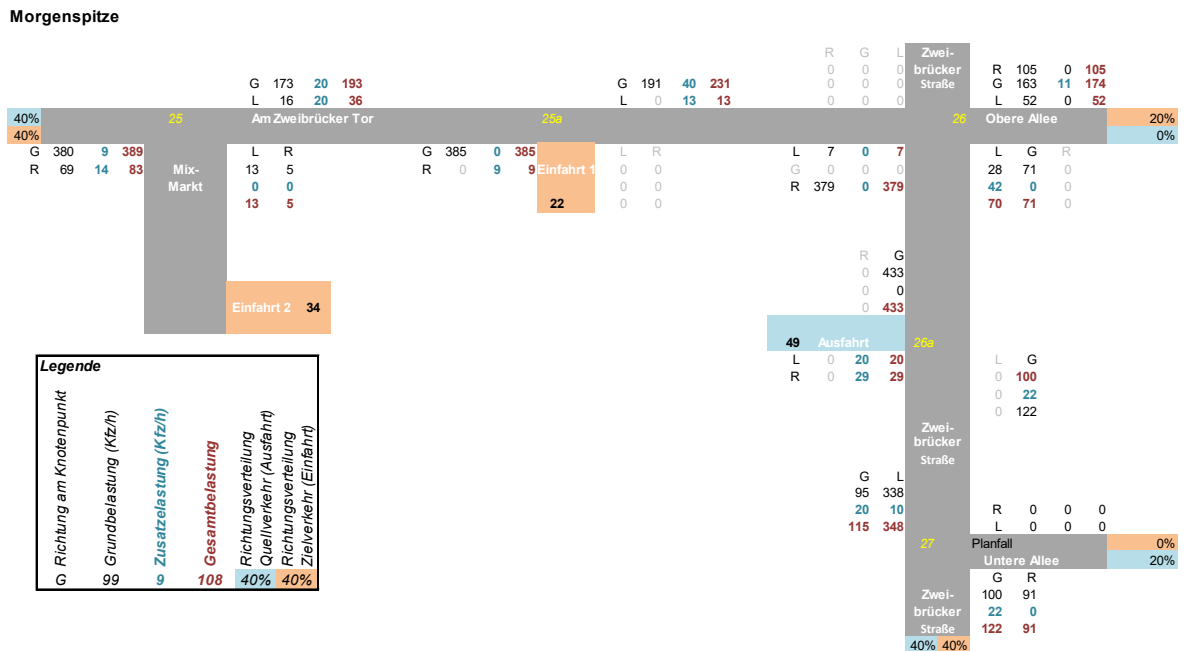 Morgenspitze
R G L Zwei-
0 0 0 brücker R 105 0 105
G 173 20 193 G 191 40 231 0 0 0 Straße G 163 11 174
L 16 20 36 L 0 13 13 0 0 0 L 52 0 52
40% 25 Am Zweibrücker Tor 25a 26 Obere Allee 20%
40% 0%
G 380 9 389 L R G 385 0 385 L R L 7 0 7 L G R
R 69 14 83 Mix- 13 5 R 0 9 9 Einfahrt 1 0 0 G 0 0 0 28 71 0
Markt 0 0 0 0 R 379 0 379 42 0 0
13 5 22 0 0 70 71 0
R G
0 433
Einfahrt 2 34 0 0
0 433
49 Ausfahrt 26a
L 0 20 20 L G
R 0 29 29 0 100
0 22
0 122
Zwei-
brücker
Straße
G L
95 338
20 10 R 0 0 0
115 348 L 0 0 0
27 Planfall 0%
Untere Allee 20%
G R
Zwei- 100 91
brücker 22 0
Straße 122 91
40% 40%
Legende
Richtung am Knotenpunkt
Grundbelastung (Kfz/h)
Zusatzelastung (Kfz/h)
Gesamtbelastung
Richtungsverteilung
Quellverkehr (Ausfahrt)
Richtungsverteilung
Zielverkehr (Einfahrt)
G 99 9 108 40% 40%